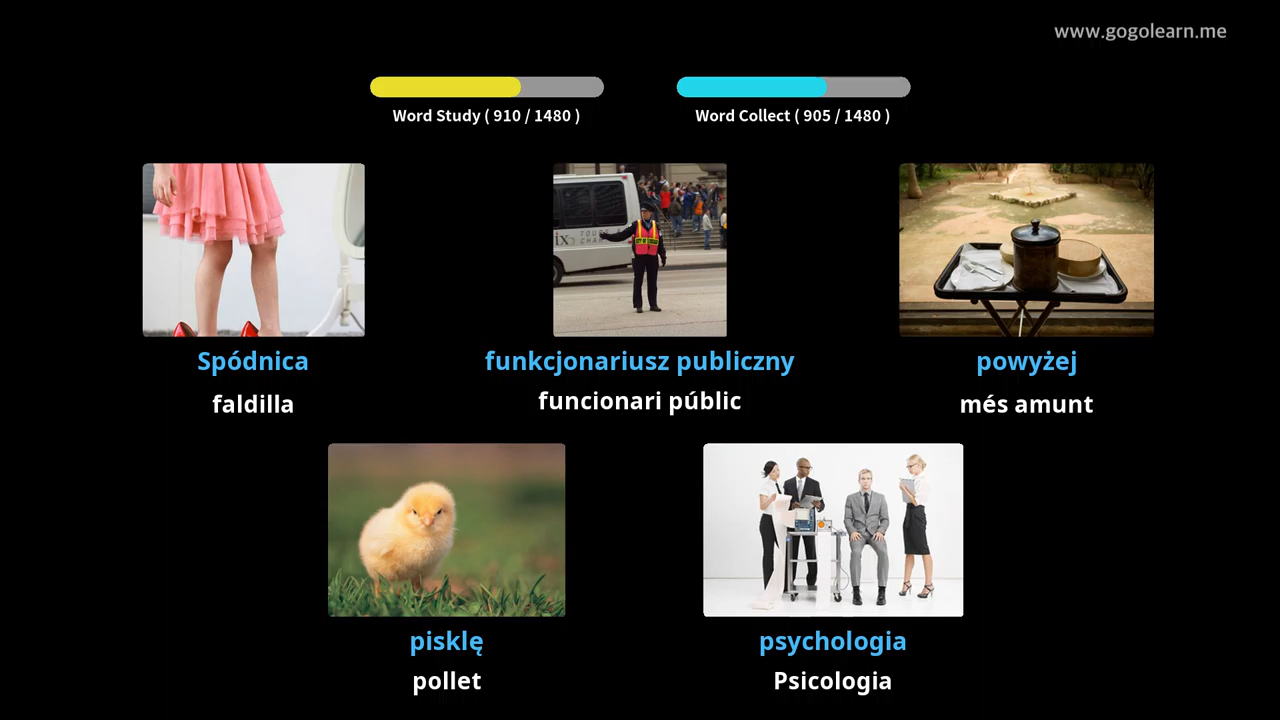 www.gogolearn.me
Word Study ( 910 / 1480 )
Word Collect ( 905 / 1480 )
Spódnica
faldilla
funkcjonariusz publiczny
funcionari públic
powyżej
més amunt
pisklę
pollet
psychologia
Psicologia